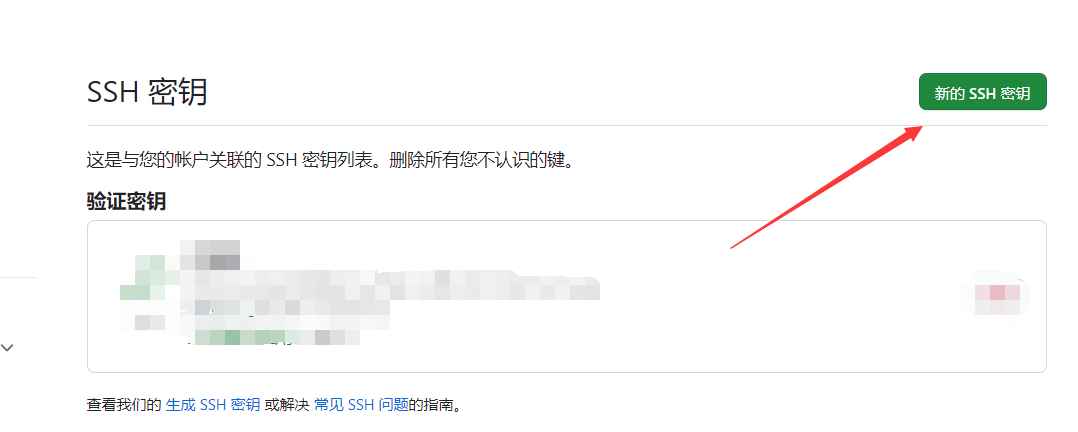 SSH 密钥
新的 SSH 密钥
这是与您的帐户关联的 SSH 密钥列表。删除所有您不认识的键。
验证密钥
查看我们的 生成 SSH 密钥 或解决 常见 SSH 问题的指南。